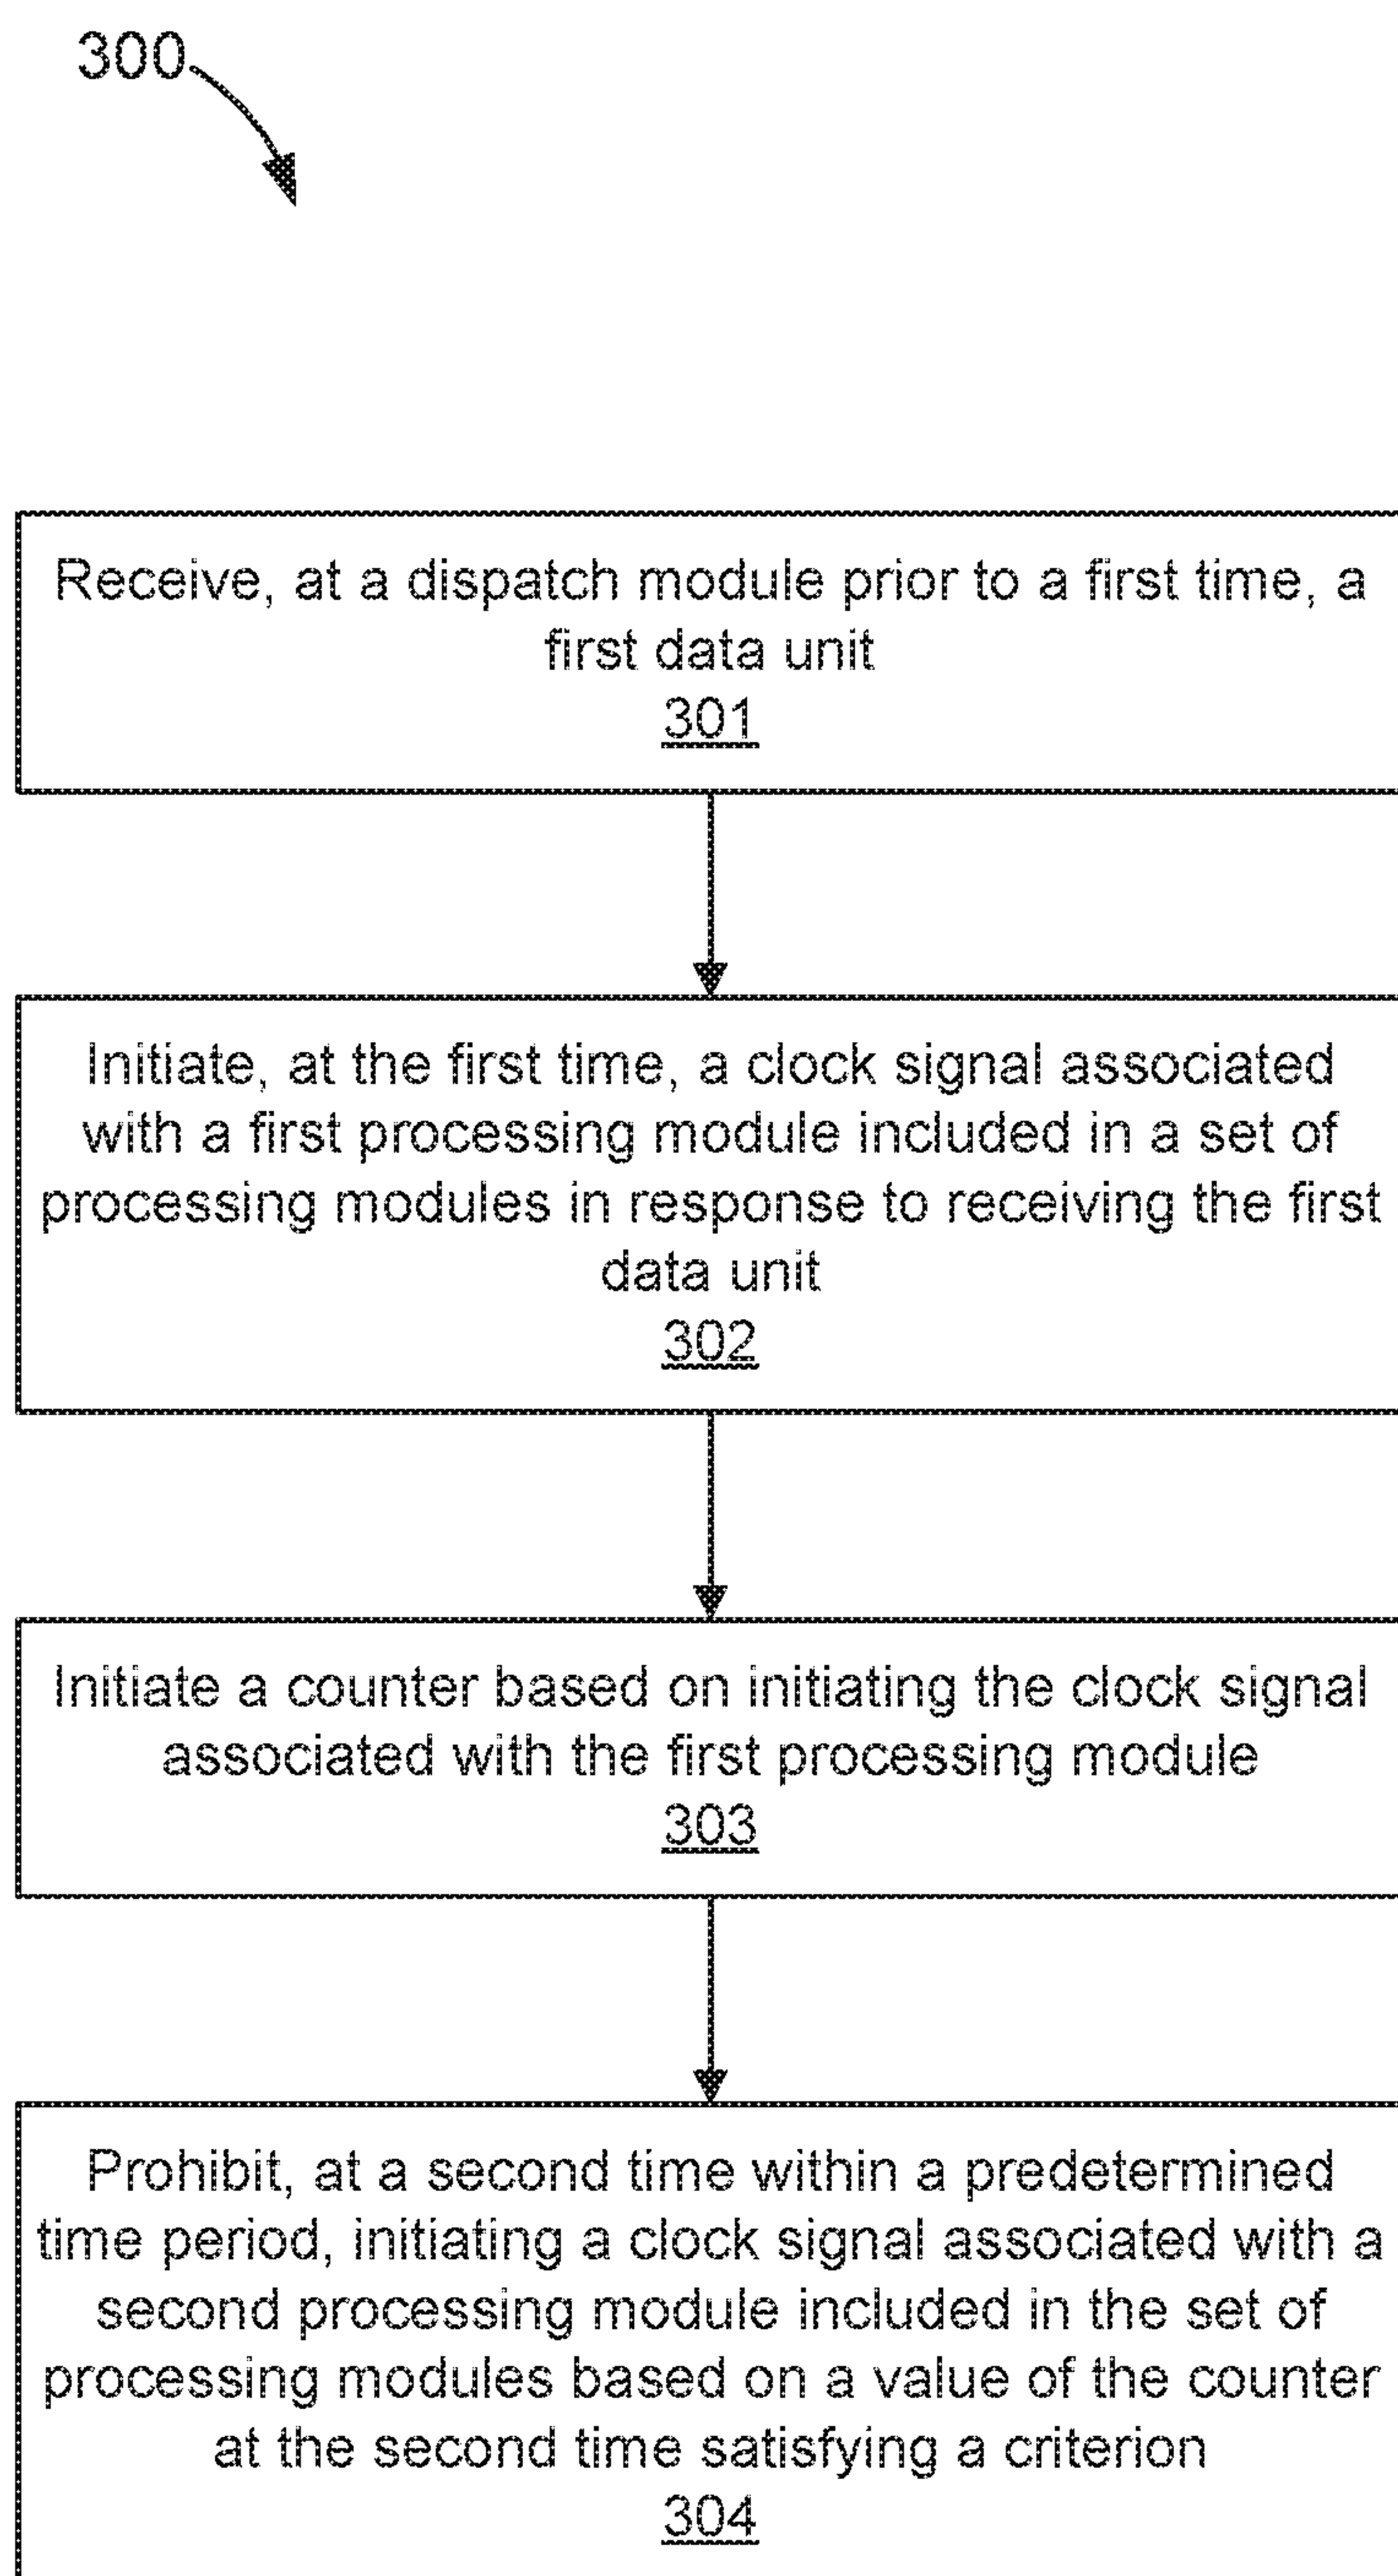 300
Receive, at a dispatch module prior to a first time, a
first data unit
301
Initiate, at the first time, a clock signal associated
with a first processing module included in a set of
processing modules in response to receiving the first
data unit
302
Initiate a counter based on initiating the clock signal
associated with the first processing module
303
Prohibit, at a second time within a predetermined
time period, initiating a clock signal associated with a
second processing module included in the set of
processing modules based on a value of the counter
at the second time satisfying a criterion
304